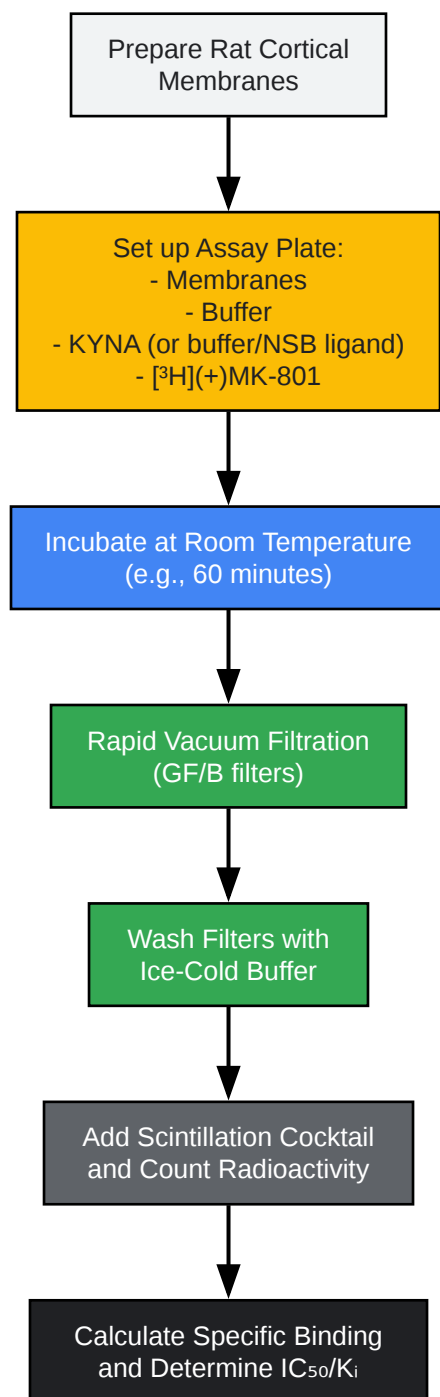 Prepare Rat Cortical
Membranes
Set up Assay Plate:
- Membranes
- Buffer
- KYNA (or buffer/NSB ligand)
- [³H](+)MK-801
Incubate at Room Temperature
(e.g., 60 minutes)
Rapid Vacuum Filtration
(GF/B filters)
Wash Filters with
Ice-Cold Buffer
Add Scintillation Cocktail
and Count Radioactivity
Calculate Specific Binding
and Determine IC₅₀/Kᵢ